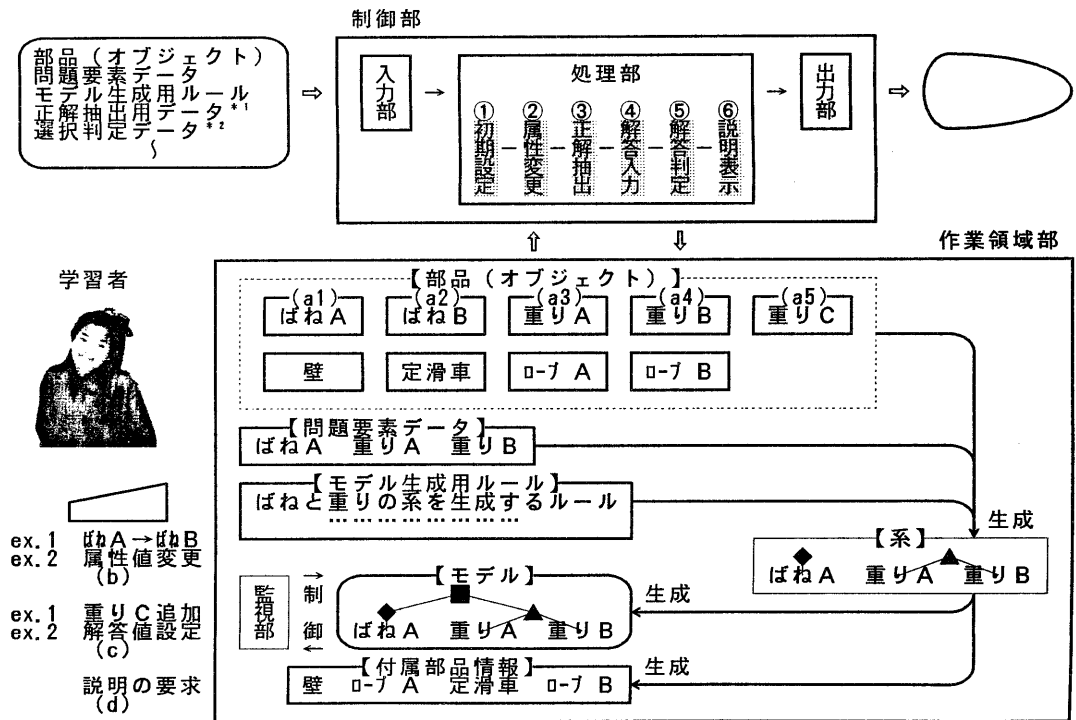 制御部
部品（オブジェクト）
問題要素データ
モデル生成用ルール
正解抽出用データ*1
選択判定データ*2
〜
⇨
入力部
→
処理部
①初期設定
②属性変更
③正解抽出
④解答入力
⑤解答判定
⑥説明表示
→
出力部
⇨
⇧ ⇩
作業領域部
学習者
【部品（オブジェクト）】
(a1) (a2) (a3) (a4) (a5)
ばねA ばねB 重りA 重りB 重りC
壁 定滑車 ロープ A ロープ B
【問題要素データ】
ばねA 重りA 重りB
【モデル生成用ルール】
ばねと重りの系を生成するルール
…………………………
生成
【系】
ばねA 重りA 重りB
ex.1 ばねA→ばねB
ex.2 属性値変更
(b)
ex.1 重りC追加
ex.2 解答値設定
(c)
説明の要求
(d)
監視部
→
制
御
←
【モデル】
ばねA 重りA 重りB
生成
【付属部品情報】
壁 ロープ A 定滑車 ロープ B
生成